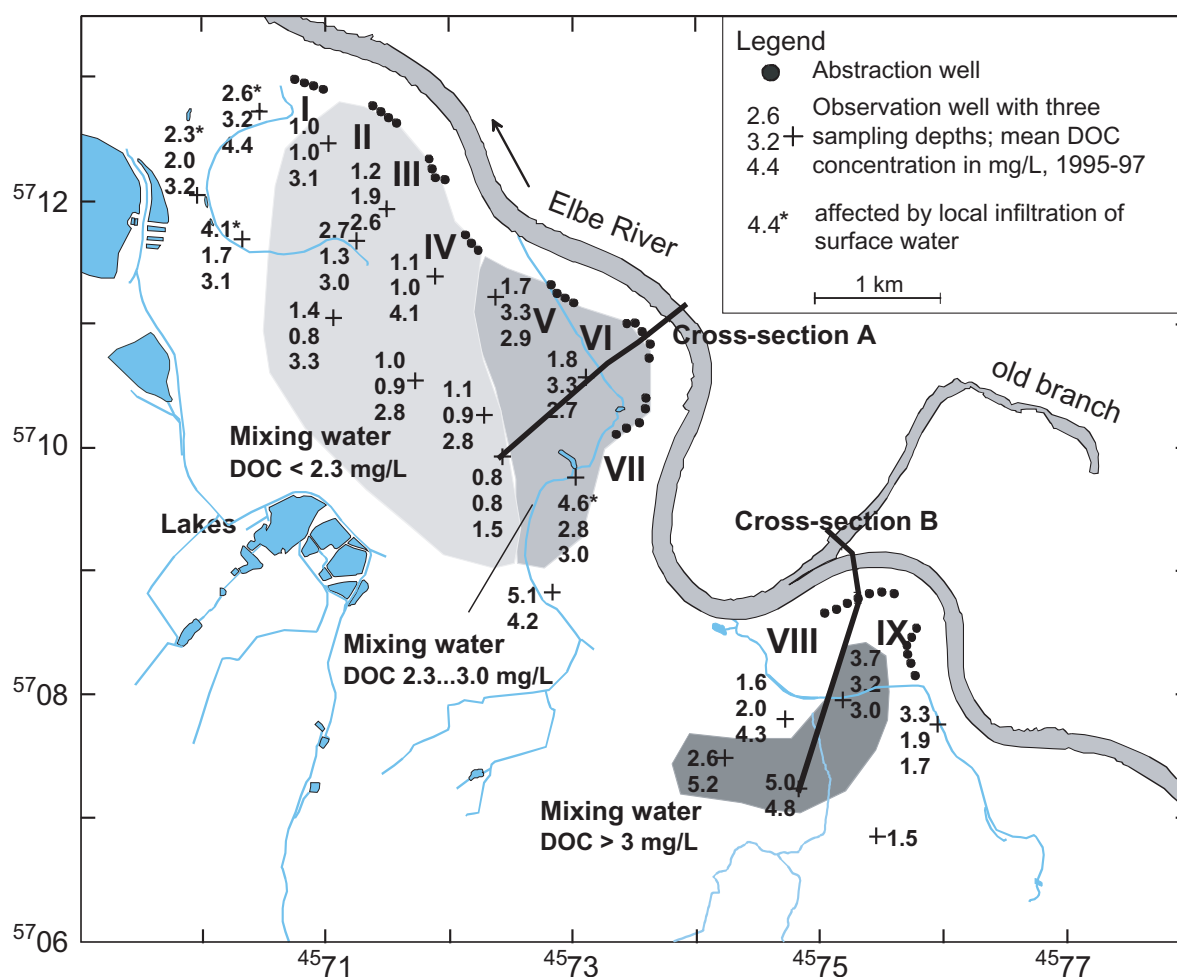 Legend
Abstraction well
2.6
3.2
4.4
Observation well with three
sampling depths; mean DOC
concentration in mg/L, 1995-97
4.4*
affected by local infiltration of
surface water
1 km
2.6*
3.2
4.4
2.3*
2.0
3.2
4.1*
1.7
3.1
I
1.0
1.0
3.1
II
1.2
1.9
2.6
III
2.7
1.3
3.0
IV
1.1
1.0
4.1
1.4
0.8
3.3
1.0
0.9
2.8
1.1
0.9
2.8
1.7
3.3
2.9
V
VI
1.8
3.3
2.7
VII
0.8
0.8
1.5
4.6*
2.8
3.0
5.1
4.2
Elbe River
Cross-section A
old branch
Mixing water
DOC < 2.3 mg/L
Lakes
Mixing water
DOC 2.3...3.0 mg/L
Cross-section B
VIII
IX
3.7
3.2
3.0
1.6
2.0
4.3
3.3
1.9
1.7
2.6
5.2
5.0
4.8
1.5
Mixing water
DOC > 3 mg/L
5712
5710
5708
5706
4571
4573
4575
4577